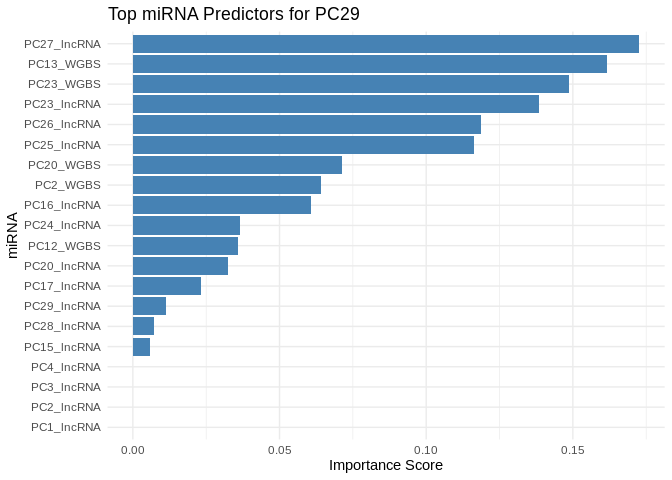 Top miRNA Predictors for PC29
PC27_lncRNA
PC13_WGBS
PC23_WGBS
PC23_lncRNA
PC26_lncRNA
PC25_lncRNA
PC20_WGBS
PC2_WGBS
PC16_lncRNA
PC24_lncRNA
PC12_WGBS
PC20_lncRNA
PC17_lncRNA
PC29_lncRNA
PC28_lncRNA
PC15_lncRNA
PC4_lncRNA
PC3_lncRNA
PC2_lncRNA
PC1_lncRNA
miRNA
0.00 0.05 0.10 0.15
Importance Score